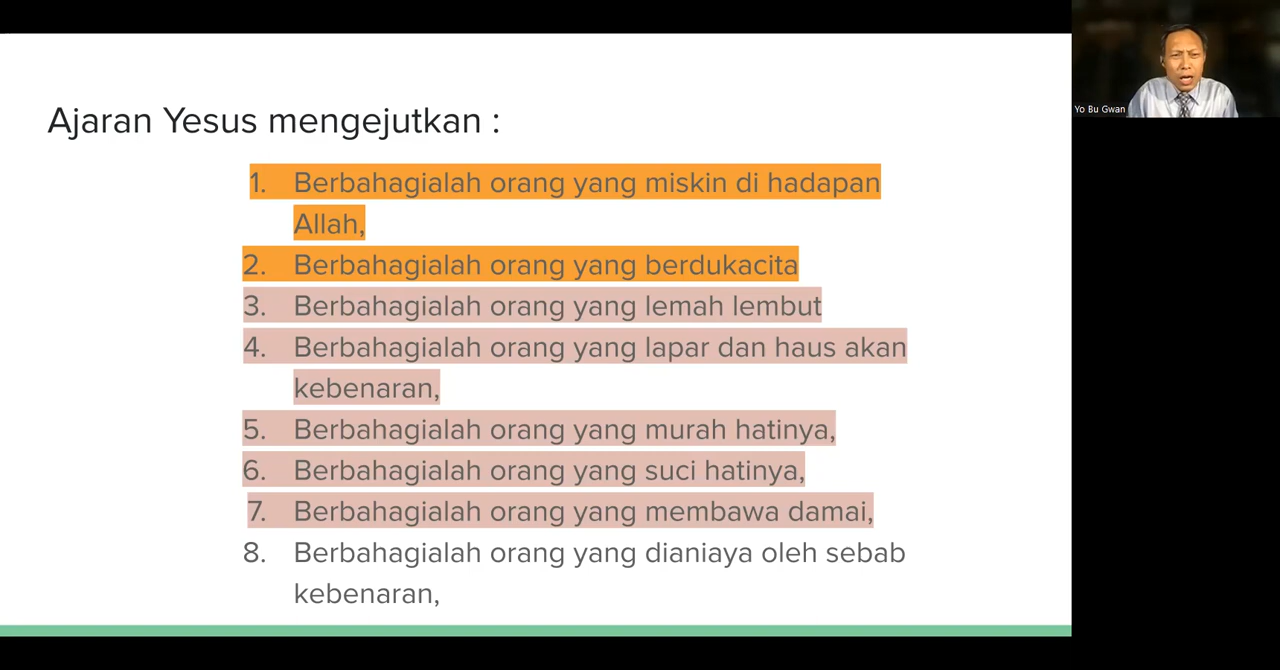 Ajaran Yesus mengejutkan :
1. Berbahagialah orang yang miskin di hadapan
Allah,
2. Berbahagialah orang yang berdukacita
3. Berbahagialah orang yang lemah lembut
4. Berbahagialah orang yang lapar dan haus akan
kebenaran,
5. Berbahagialah orang yang murah hatinya,
6. Berbahagialah orang yang suci hatinya,
7. Berbahagialah orang yang membawa damai,
8. Berbahagialah orang yang dianiaya oleh sebab
kebenaran,
Yo Bu Gwan